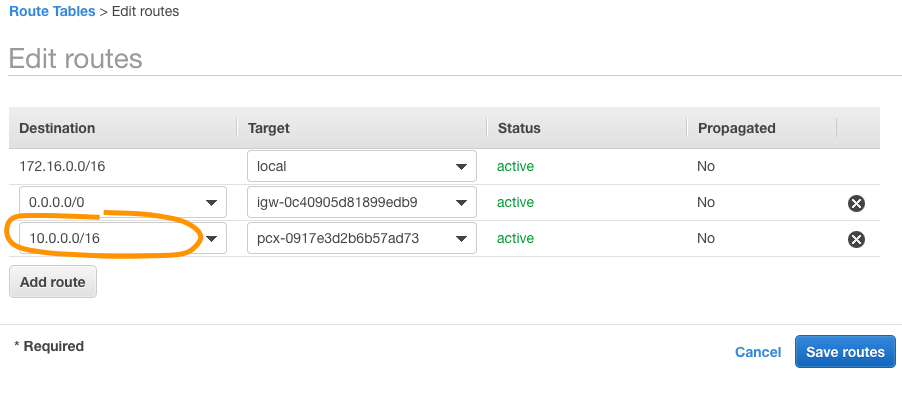 Route Tables > Edit routes
Edit routes
Destination Target Status Propagated
172.16.0.0/16 local active No
0.0.0.0/0 igw-0c40905d81899edb9 active No
10.0.0.0/16 pcx-0917e3d2b6b57ad73 active No
Add route
* Required
Cancel Save routes